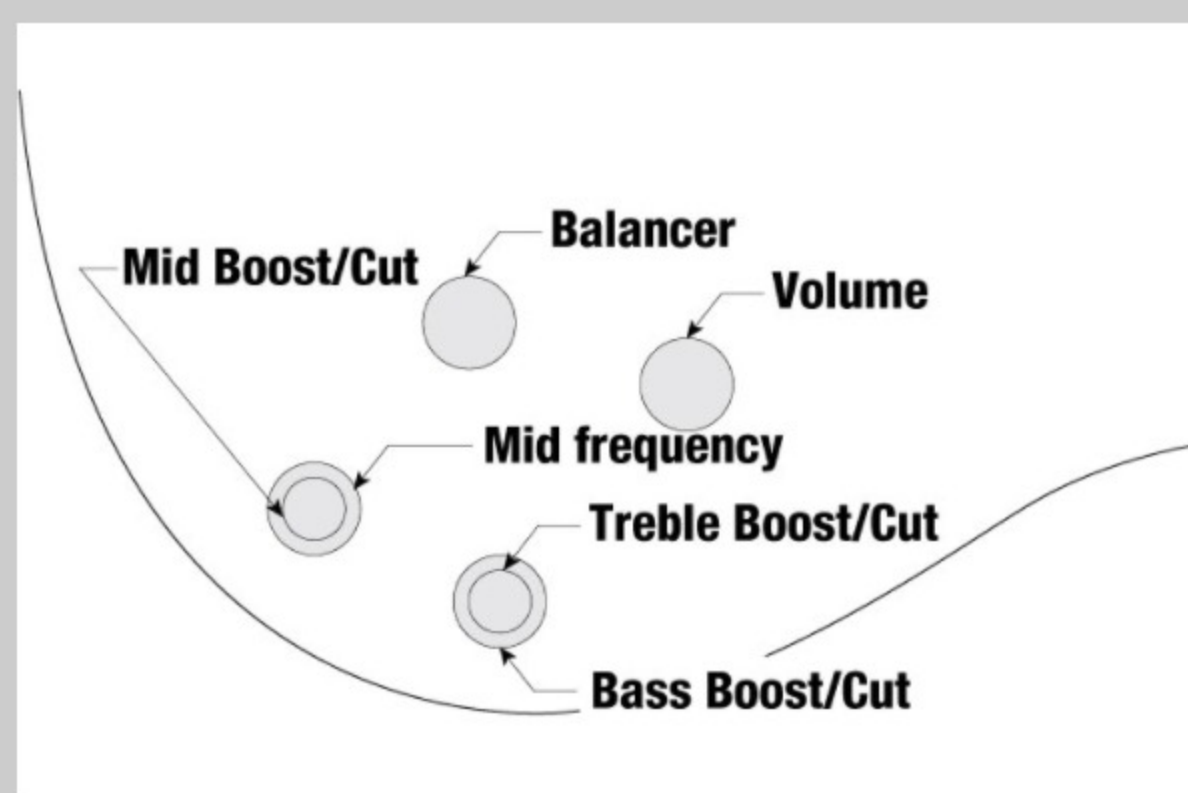 Balancer
Mid Boost/Cut
Volume
Mid frequency
Treble Boost/Cut
Bass Boost/Cut